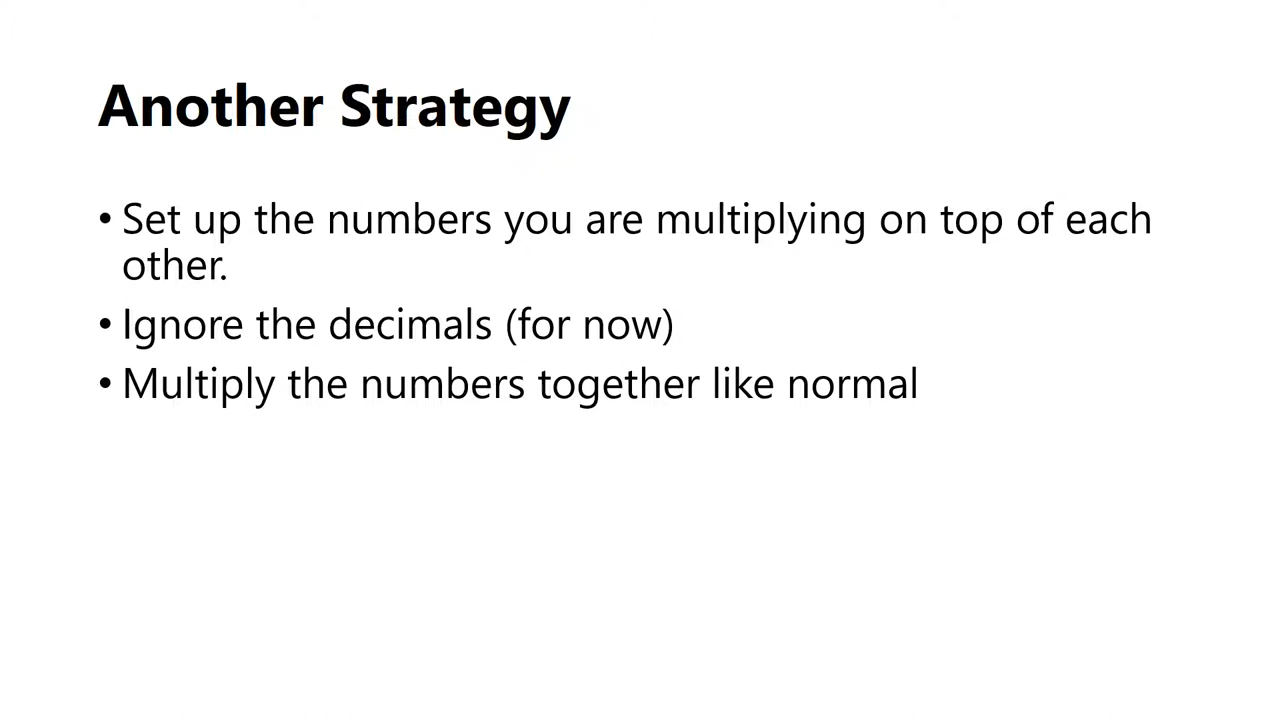 Another Strategy
• Set up the numbers you are multiplying on top of each
other.
• Ignore the decimals (for now)
• Multiply the numbers together like normal